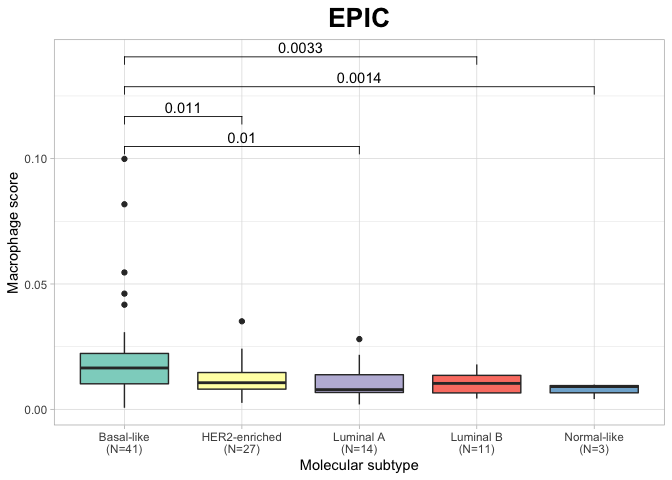 EPIC
0.0033
0.0014
0.011
0.01
Macrophage score
0.10
0.05
0.00
Basal-like
(N=41)
HER2-enriched
(N=27)
Luminal A
(N=14)
Luminal B
(N=11)
Normal-like
(N=3)
Molecular subtype